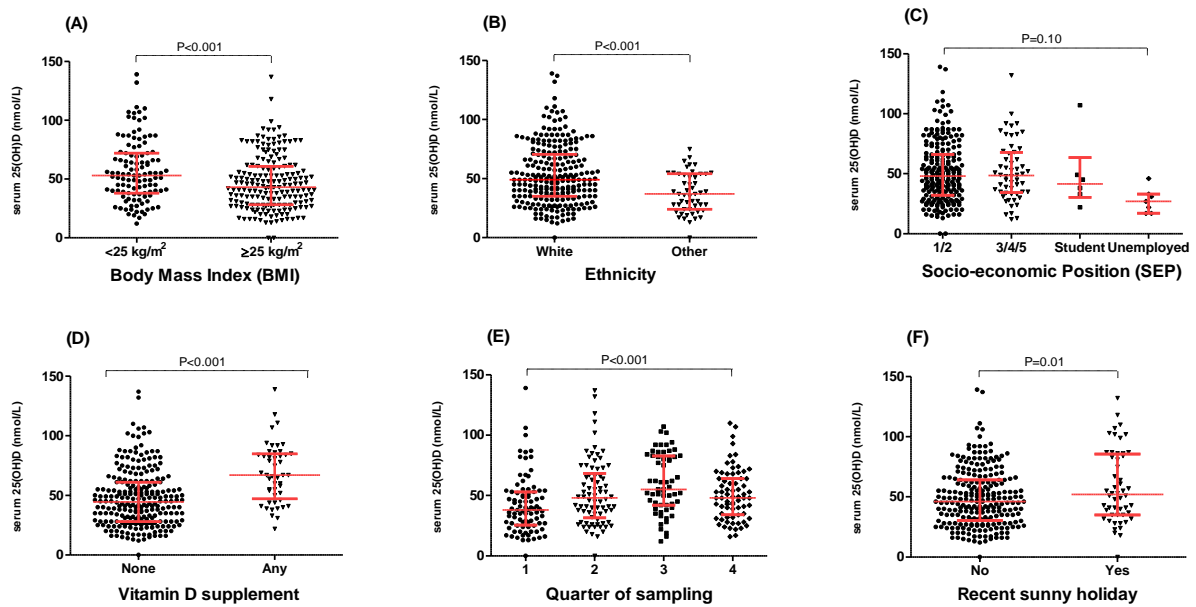 (A)
P<0.001
serum 25(OH)D (nmol/L)
150
100
50
0
<25 kg/m²
≥25 kg/m²
Body Mass Index (BMI)
(B)
P<0.001
serum 25(OH)D (nmol/L)
150
100
50
0
White
Other
Ethnicity
(C)
P=0.10
serum 25(OH)D (nmol/L)
150
100
50
0
1/2
3/4/5
Student
Unemployed
Socio-economic Position (SEP)
(D)
P<0.001
serum 25(OH)D (nmol/L)
150
100
50
0
None
Any
Vitamin D supplement
(E)
P<0.001
serum 25(OH)D (nmol/L)
150
100
50
0
1
2
3
4
Quarter of sampling
(F)
P=0.01
serum 25(OH)D (nmol/L)
150
100
50
0
No
Yes
Recent sunny holiday